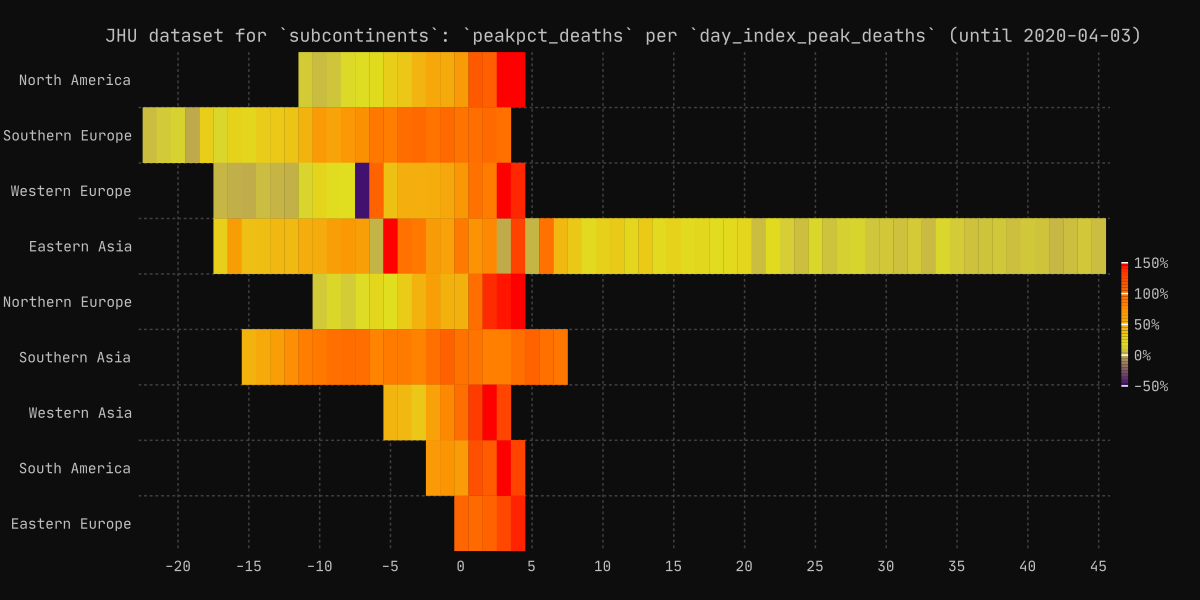 JHU dataset for `subcontinents`: `peakpct_deaths` per `day_index_peak_deaths` (until 2020-04-03)
North America
Southern Europe
Western Europe
Eastern Asia
Northern Europe
Southern Asia
Western Asia
South America
Eastern Europe
150%
100%
50%
0%
−50%
−20 −15 −10 −5 0 5 10 15 20 25 30 35 40 45